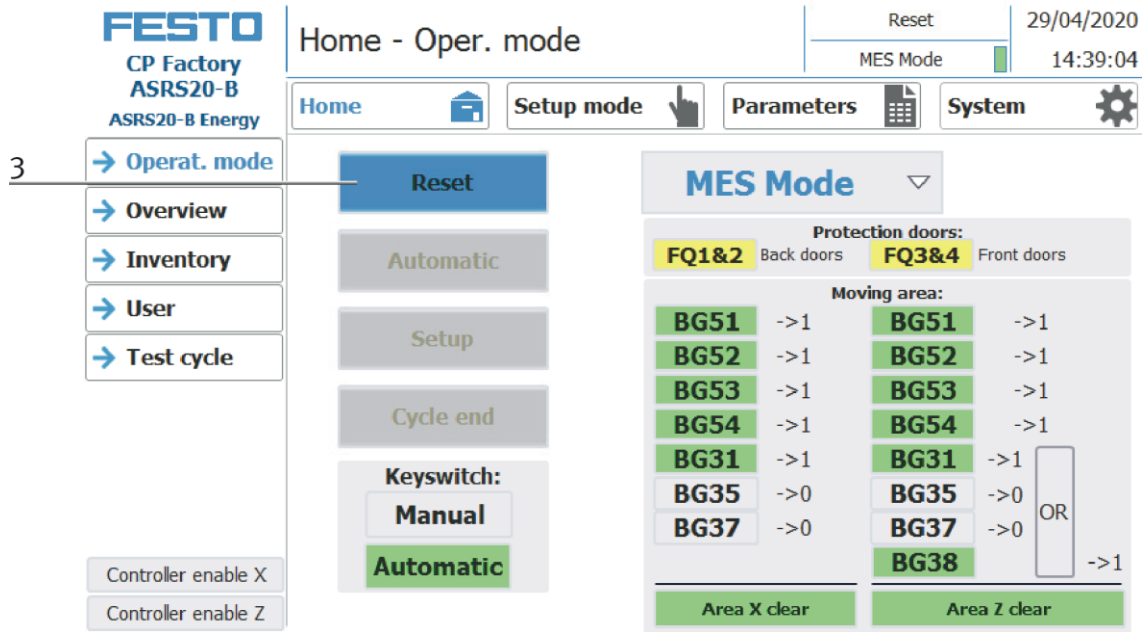 FESTO
CP Factory
ASRS20-B
ASRS20-B Energy
Home - Oper. mode
Reset
MES Mode
29/04/2020
14:39:04
Home
Setup mode
Parameters
System
3
Operat. mode
Overview
Inventory
User
Test cycle
Controller enable X
Controller enable Z
Reset
Automatic
Setup
Cycle end
Keyswitch:
Manual
Automatic
MES Mode
Protection doors:
FQ1&2 Back doors FQ3&4 Front doors
Moving area:
BG51 ->1 BG51 ->1
BG52 ->1 BG52 ->1
BG53 ->1 BG53 ->1
BG54 ->1 BG54 ->1
BG31 ->1 BG31 ->1
BG35 ->0 BG35 ->0
OR
BG37 ->0 BG37 ->0
BG38 ->1
Area X clear Area Z clear